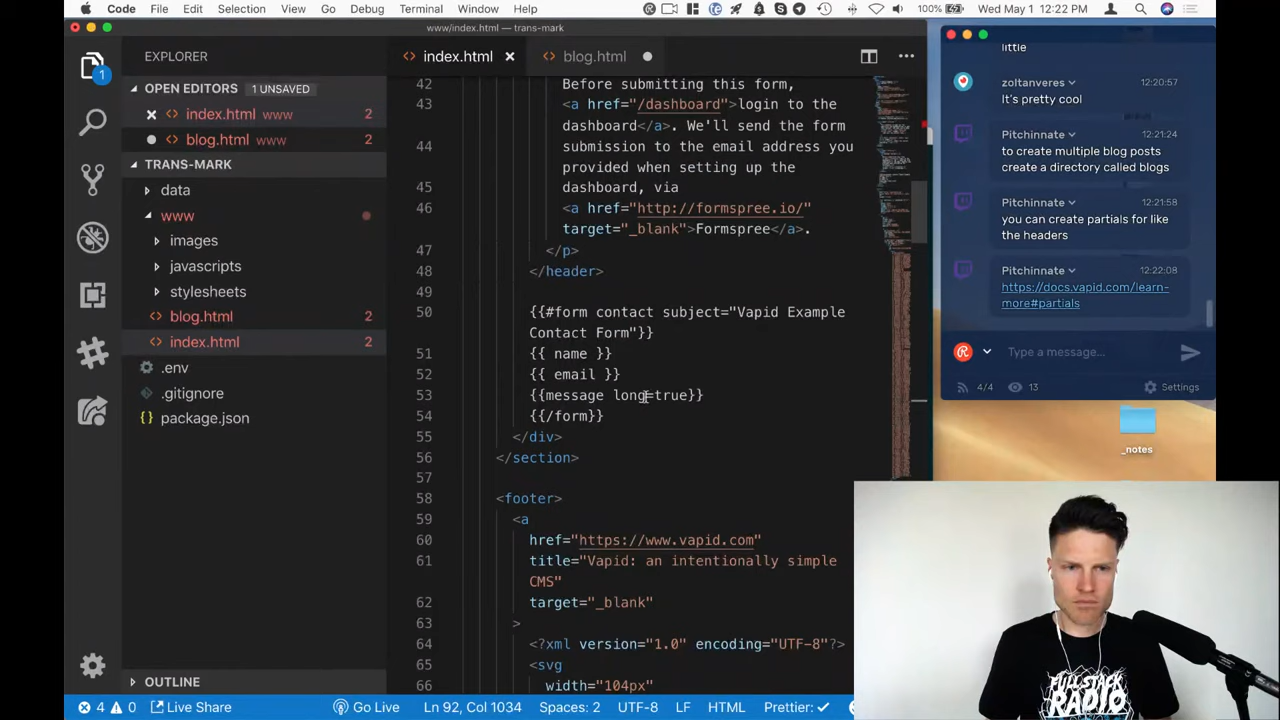 Code File Edit Selection View Go Debug Terminal Window Help 100% Wed May 1 12:22 PM
www/index.html — trans-mark
EXPLORER
OPEN EDITORS 1 UNSAVED
index.html www 2
www 2
TRANS-MARK
data
www
images
javascripts
stylesheets
blog.html 2
index.html 2
.env
.gitignore
package.json
OUTLINE
index.html
blog.html
42 Before submitting this form,
43 <a href="/dashboard">login to the
dashboard</a>. We'll send the form
44 submission to the email address you
provide when setting up the
45 dashboard, via
46 <a href="http://formspree.io/"
target="_blank">Formspree</a>.
47 </p>
48 </header>
49
50 {{#form contact subject="Vapid Example
Contact Form"}}
51 {{ name }}
52 {{ email }}
53 {{message long=true}}
54 {{/form}}
55 </div>
56 </section>
57
58 <footer>
59 <a
60 href="https://www.vapid.com"
61 title="Vapid: an intentionally simple
CMS"
62 target="_blank"
63 >
64 <?xml version="1.0" encoding="UTF-8"?>
65 <svg
66 width="104px"
4 0 Live Share Go Live Ln 92, Col 1034 Spaces: 2 UTF-8 LF HTML Prettier: ✓
little
zoltanveres 12:20:57
It's pretty cool
Pitchinnate 12:21:24
to create multiple blog posts
create a directory called blogs
Pitchinnate 12:21:58
you can create partials for like
the headers
Pitchinnate 12:22:08
https://docs.vapid.com/learn-
more#partials
Type a message...
4/4 13 Settings
_notes
FULL STACK
RADIO